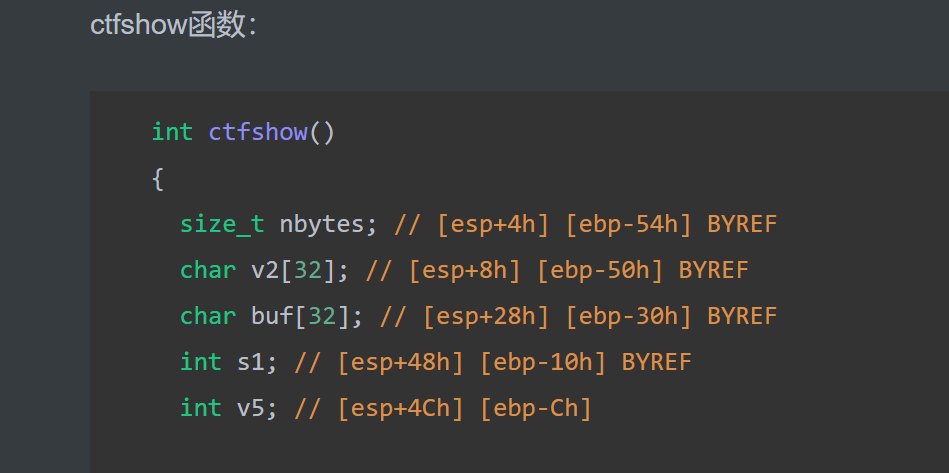 ctfshow函数：
int ctfshow()
{
size_t nbytes; // [esp+4h] [ebp-54h] BYREF
char v2[32]; // [esp+8h] [ebp-50h] BYREF
char buf[32]; // [esp+28h] [ebp-30h] BYREF
int s1; // [esp+48h] [ebp-10h] BYREF
int v5; // [esp+4Ch] [ebp-Ch]